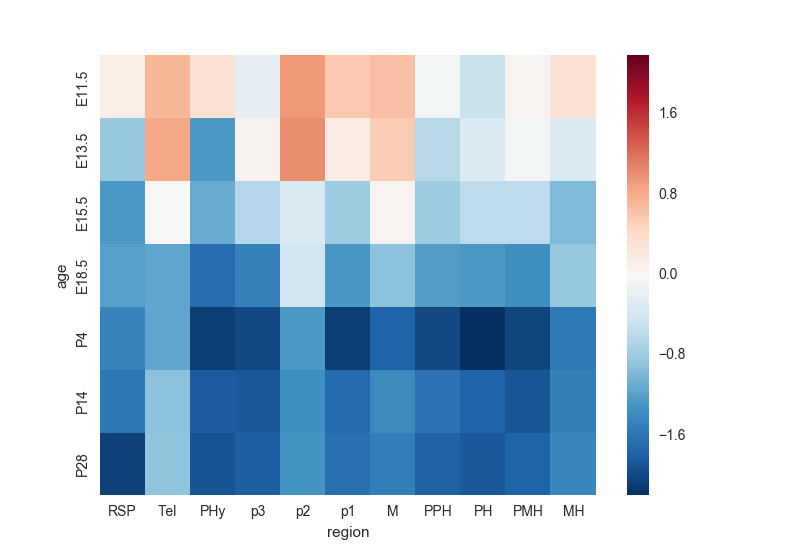 E11.5
E13.5
E15.5
E18.5
P4
P14
P28
age
RSP Tel PHy p3 p2 p1 M PPH PH PMH MH
region
1.6
0.8
0.0
−0.8
−1.6